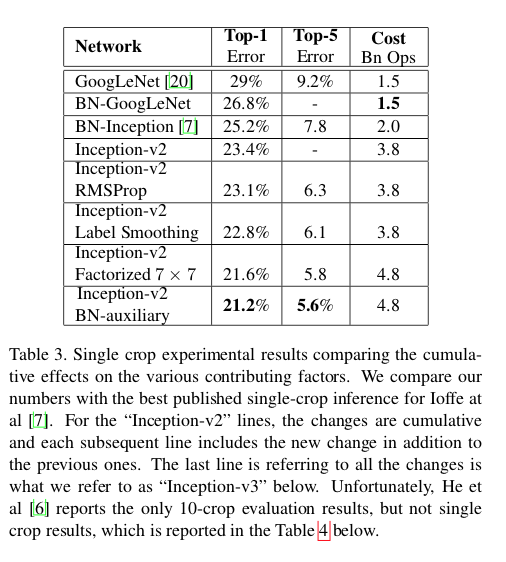 Network Top-1 Error Top-5 Error Cost Bn Ops
GoogLeNet [20] 29% 9.2% 1.5
BN-GoogLeNet 26.8% - 1.5
BN-Inception [7] 25.2% 7.8 2.0
Inception-v2 23.4% - 3.8
Inception-v2
RMSProp 23.1% 6.3 3.8
Inception-v2
Label Smoothing 22.8% 6.1 3.8
Inception-v2
Factorized 7 × 7 21.6% 5.8 4.8
Inception-v2
BN-auxiliary 21.2% 5.6% 4.8
Table 3. Single crop experimental results comparing the cumula-
tive effects on the various contributing factors. We compare our
numbers with the best published single-crop inference for Ioffe at
al [7]. For the “Inception-v2” lines, the changes are cumulative
and each subsequent line includes the new change in addition to
the previous ones. The last line is referring to all the changes is
what we refer to as “Inception-v3” below. Unfortunately, He et
al [6] reports the only 10-crop evaluation results, but not single
crop results, which is reported in the Table 4 below.